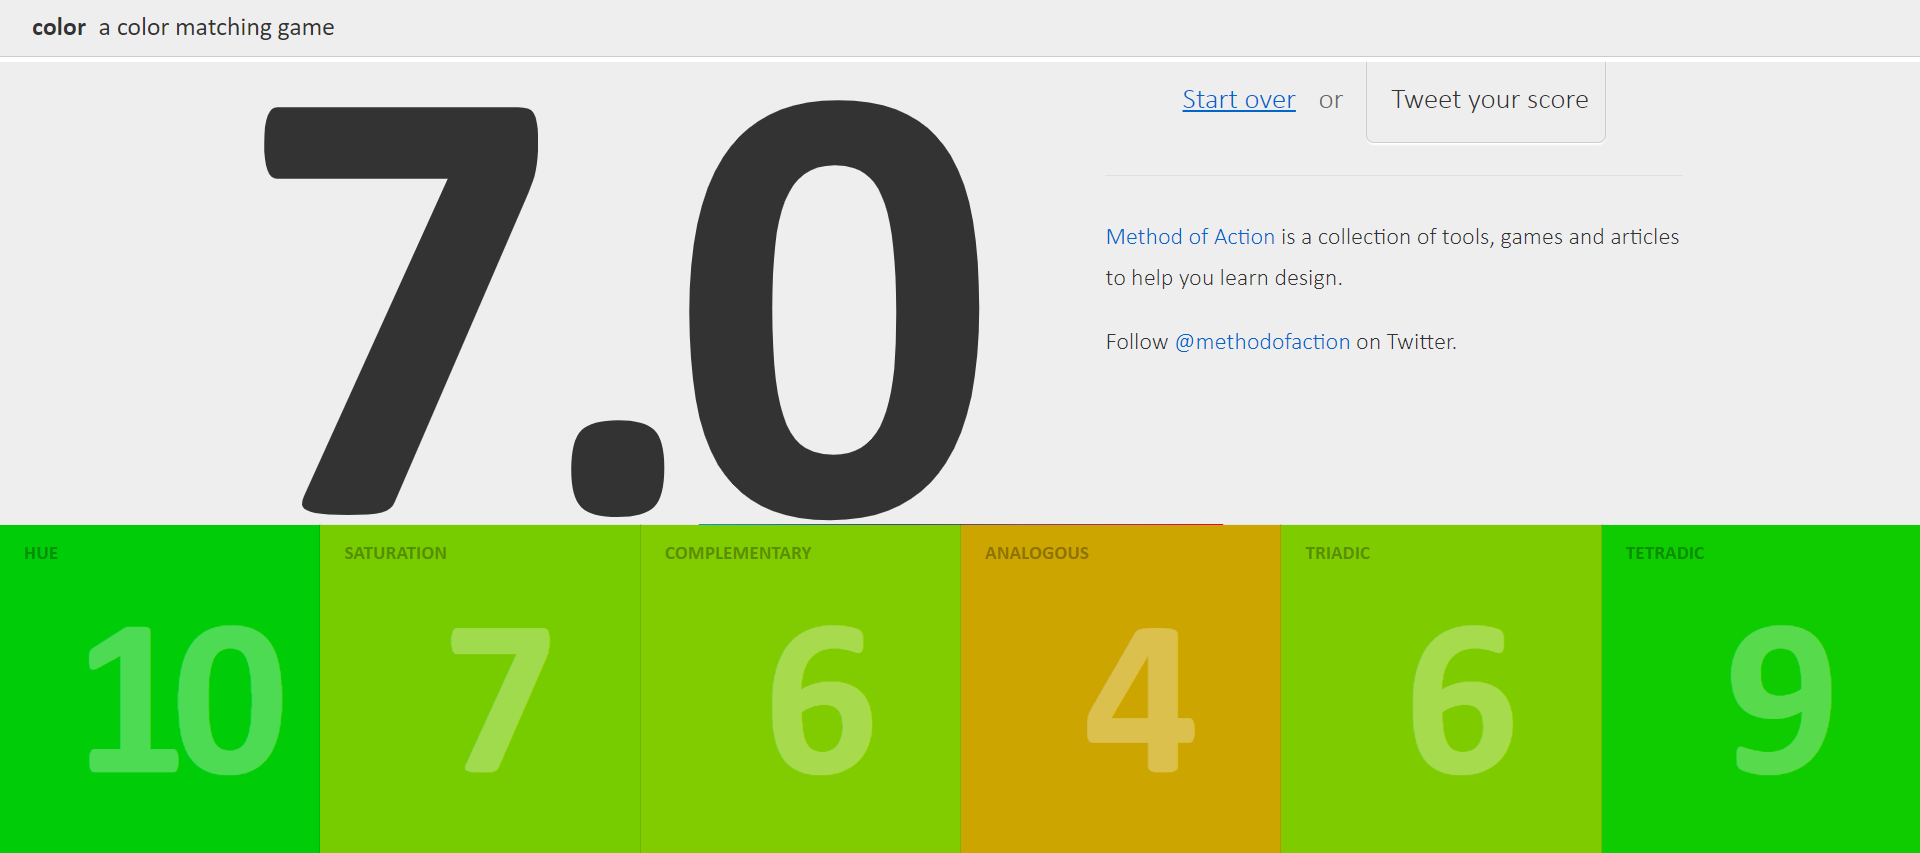 color a color matching game
7.0
Start over or Tweet your score
Method of Action is a collection of tools, games and articles
to help you learn design.
Follow @methodofaction on Twitter.
HUE
10
SATURATION
7
COMPLEMENTARY
6
ANALOGOUS
4
TRIADIC
6
TETRADIC
9